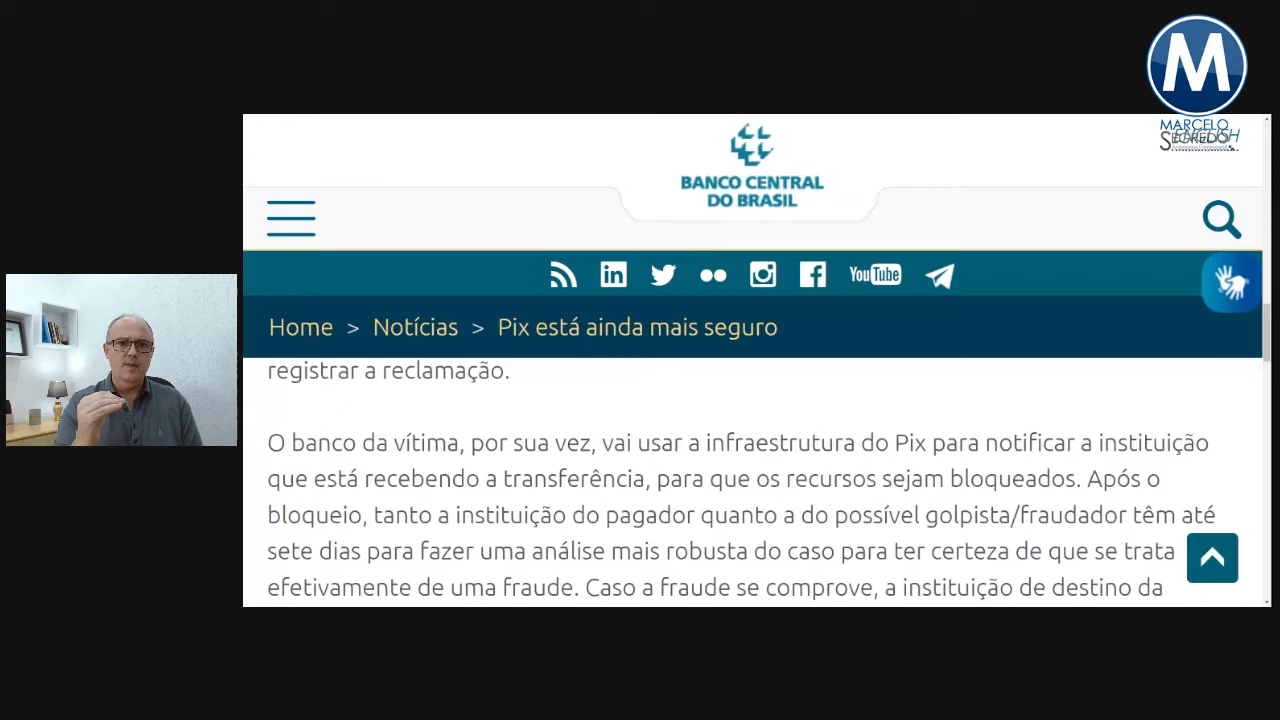 M
MARCELO
SEGREDO
ENGLISH
BANCO CENTRAL
DO BRASIL
in
YouTube
Home > Notícias > Pix está ainda mais seguro
registrar a reclamação.
O banco da vítima, por sua vez, vai usar a infraestrutura do Pix para notificar a instituição
que está recebendo a transferência, para que os recursos sejam bloqueados. Após o
bloqueio, tanto a instituição do pagador quanto a do possível golpista/fraudador têm até
sete dias para fazer uma análise mais robusta do caso para ter certeza de que se trata
efetivamente de uma fraude. Caso a fraude se comprove, a instituição de destino da